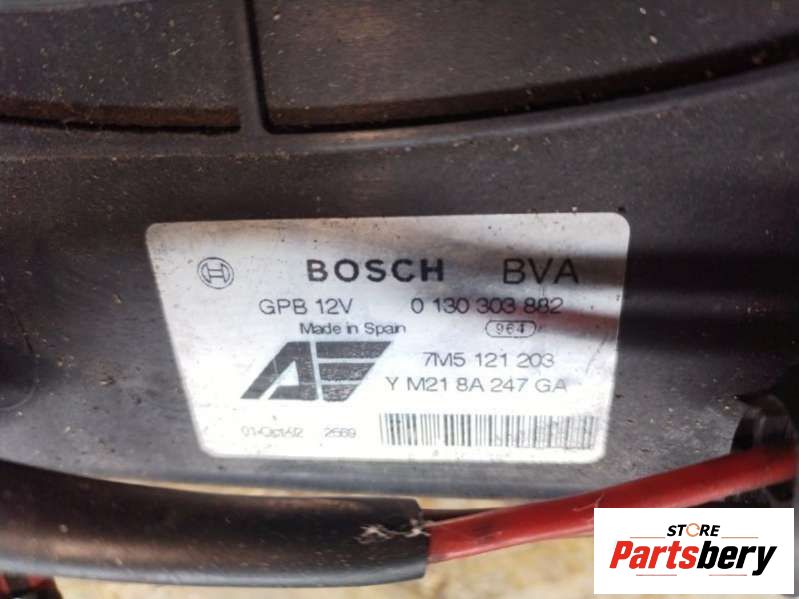 BOSCH BVA
GPB 12V 0 130 303 882
Made in Spain 964
7M5 121 203
Y M21 8A 247 GA
2669
STORE
Partsbery